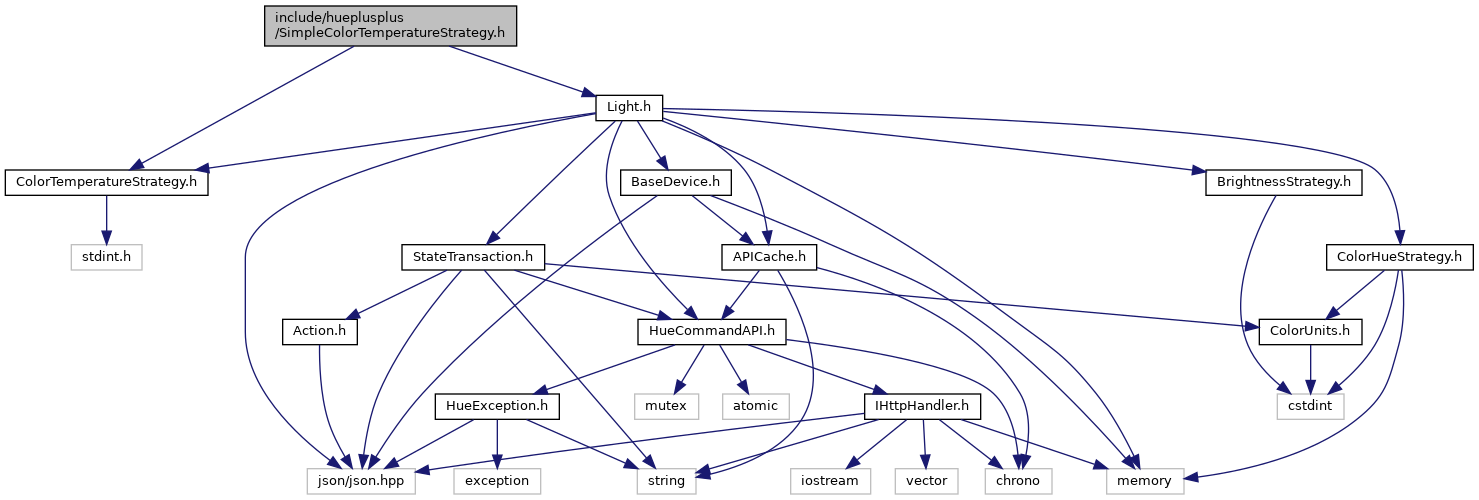 include/hueplusplus
/SimpleColorTemperatureStrategy.h
Light.h
ColorTemperatureStrategy.h
BaseDevice.h
BrightnessStrategy.h
stdint.h
StateTransaction.h
APICache.h
ColorHueStrategy.h
Action.h
HueCommandAPI.h
ColorUnits.h
HueException.h
mutex
atomic
IHttpHandler.h
cstdint
json/json.hpp
exception
string
iostream
vector
chrono
memory